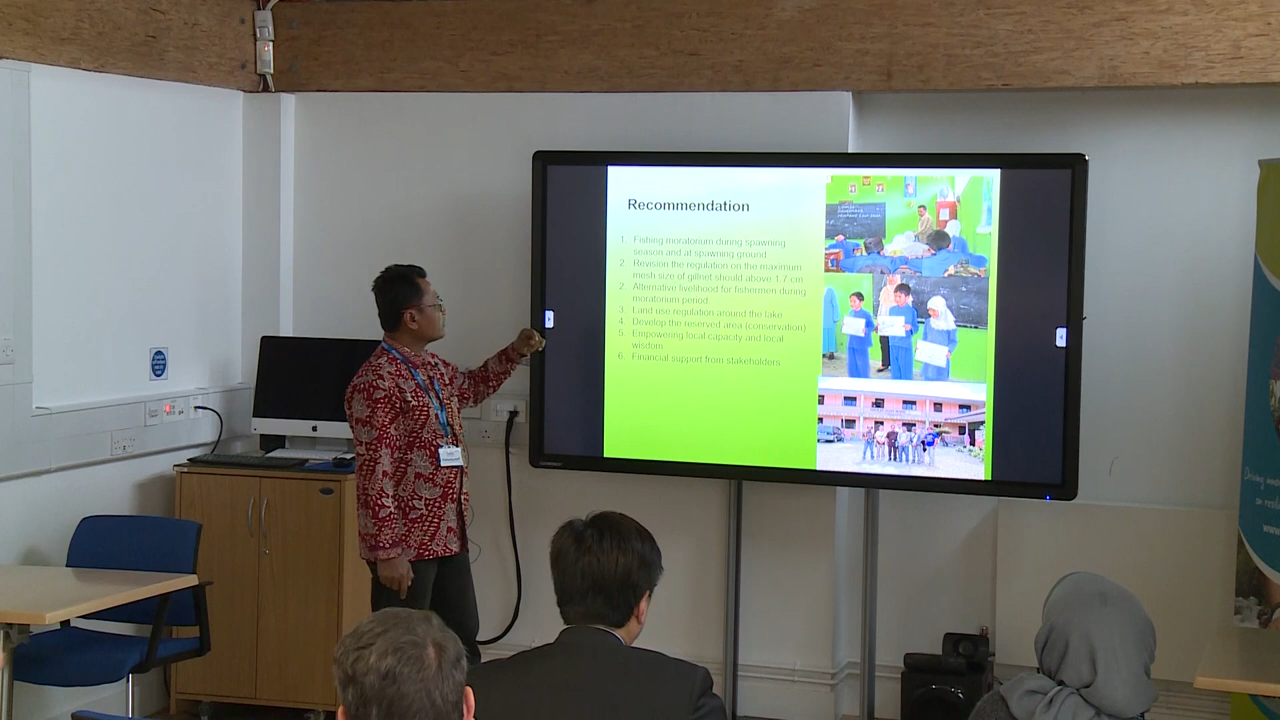 Recommendation
1. Fishing moratorium during spawning
season and at spawning ground
2. Revision the regulation on the maximum
mesh size of gillnet should above 1.7 cm
2. Alternative livelihood for fishermen during
moratorium period.
3. Land use regulation around the lake
4. Develop the reserved area (conservation)
5. Empowering local capacity and local
wisdom
6. Financial support from stakeholders
www.